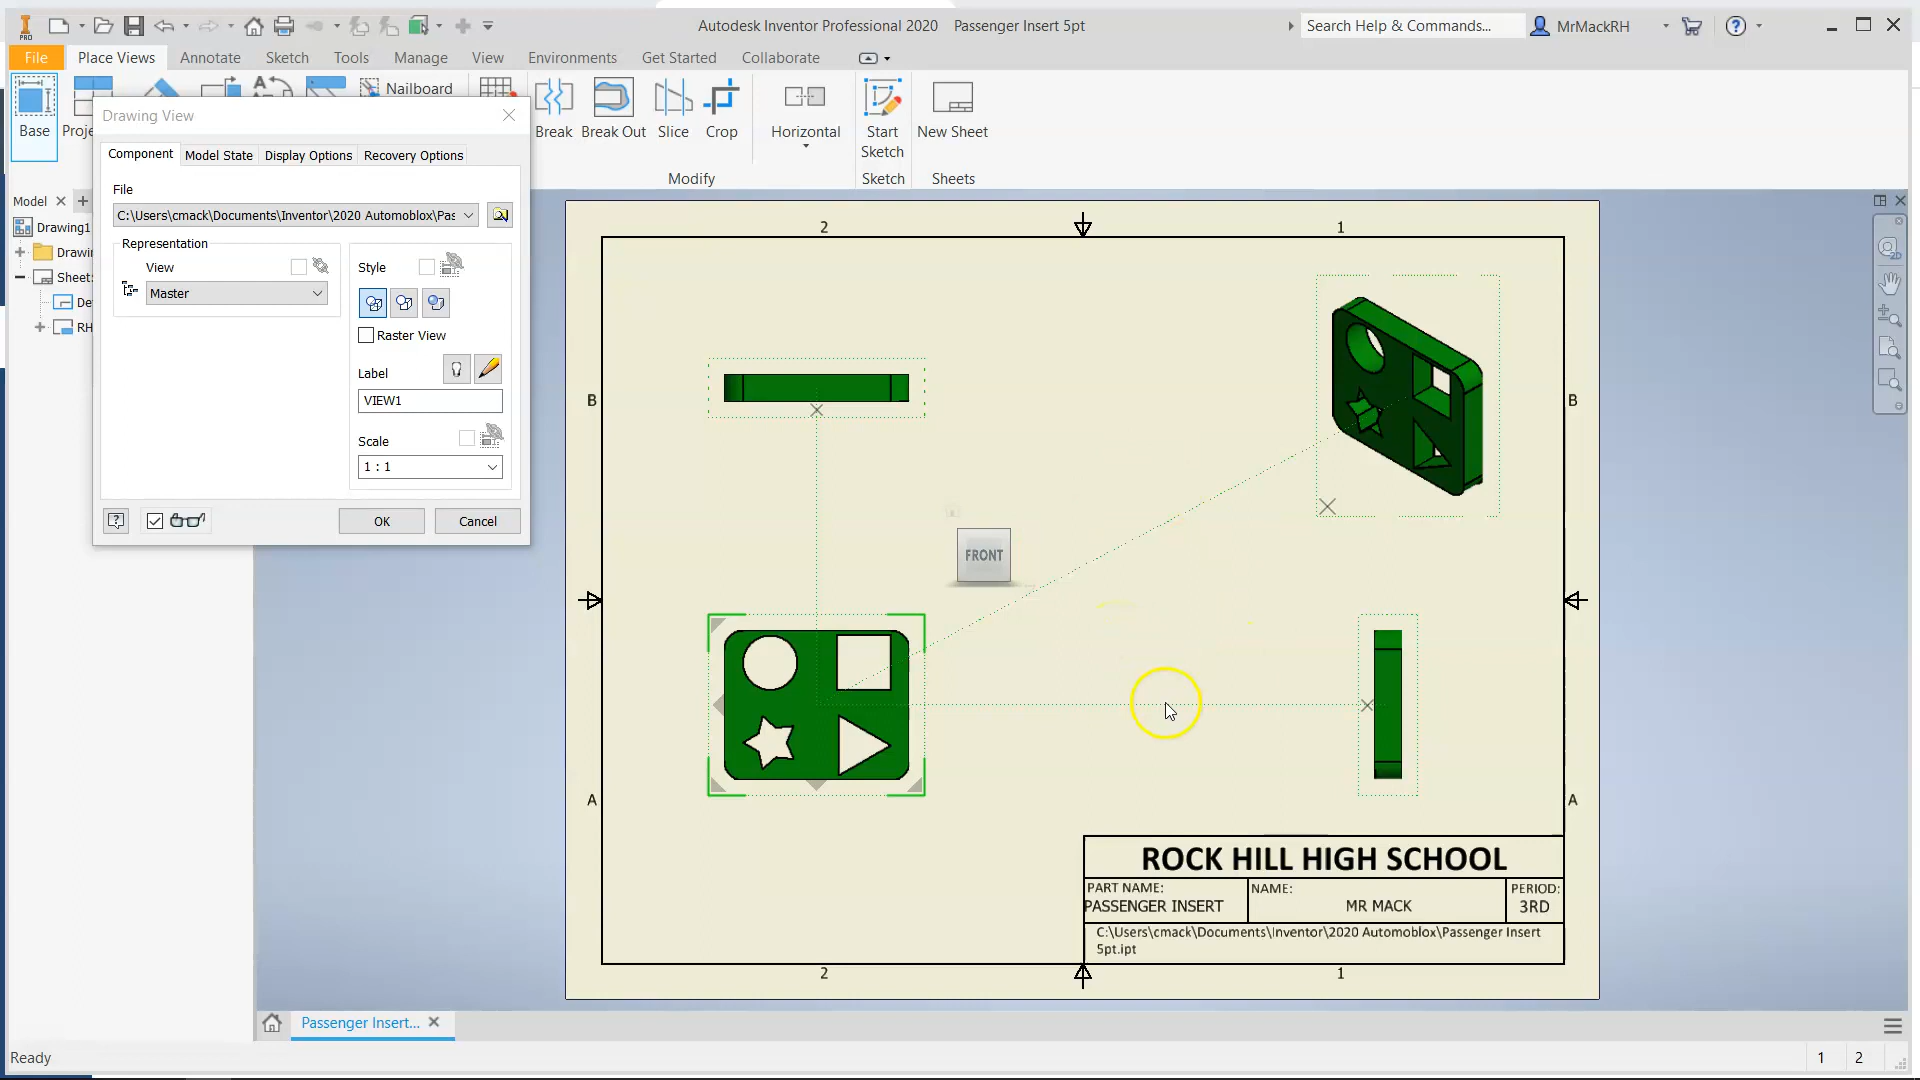 PRO
Autodesk Inventor Professional 2020 Passenger Insert 5pt
Search Help & Commands...
MrMackRH
File Place Views Annotate Sketch Tools Manage View Environments Get Started Collaborate
Base
Nailboard
Break
Break Out
Slice
Crop
Horizontal
Start
Sketch
New Sheet
Modify
Sketch
Sheets
Drawing View
Component Model State Display Options Recovery Options
File
C:\Users\cmack\Documents\Inventor\2020 Automoblox\Pas
Representation
View
Master
Style
Raster View
Label
VIEW1
Scale
1 : 1
OK
Cancel
Model
Drawing1
Drawin
Sheet:
De
RH
2
1
B
B
FRONT
A
A
ROCK HILL HIGH SCHOOL
PART NAME:
PASSENGER INSERT
NAME:
MR MACK
PERIOD:
3RD
C:\Users\cmack\Documents\Inventor\2020 Automoblox\Passenger Insert
5pt.ipt
2
1
Passenger Insert...
Ready
1 2